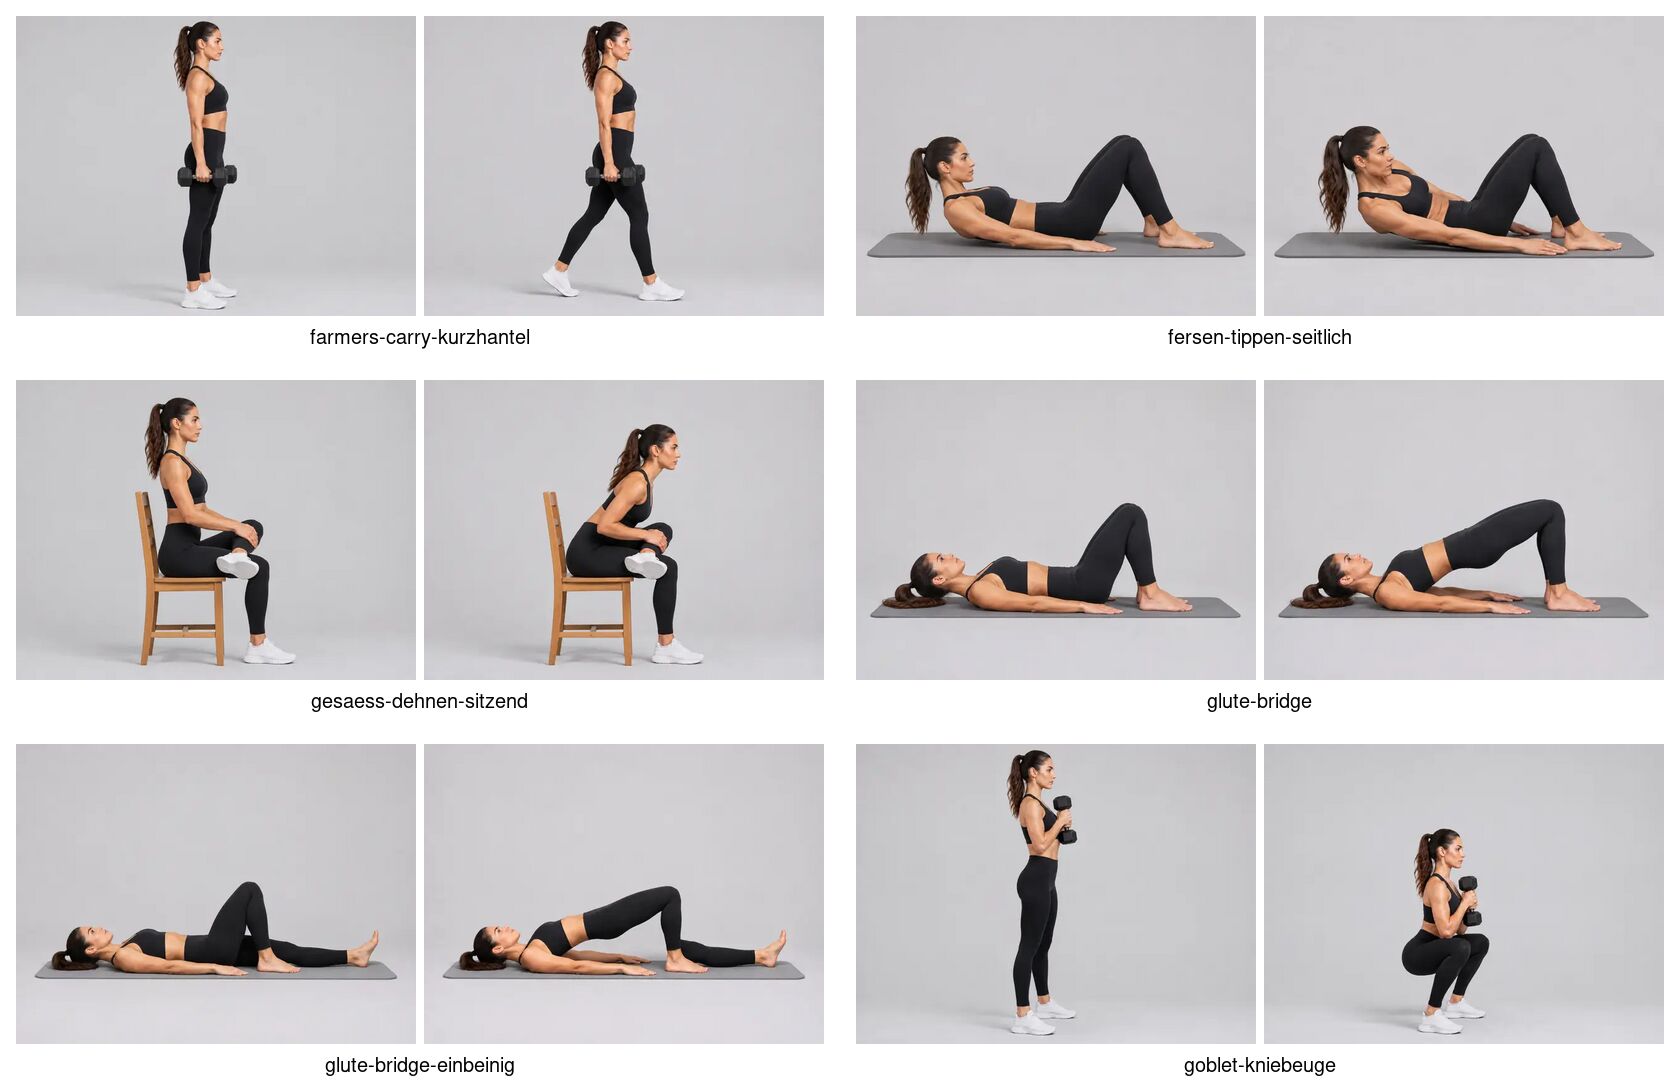 farmers-carry-kurzhantel
fersen-tippen-seitlich
gesaess-dehnen-sitzend
glute-bridge
glute-bridge-einbeinig
goblet-kniebeuge